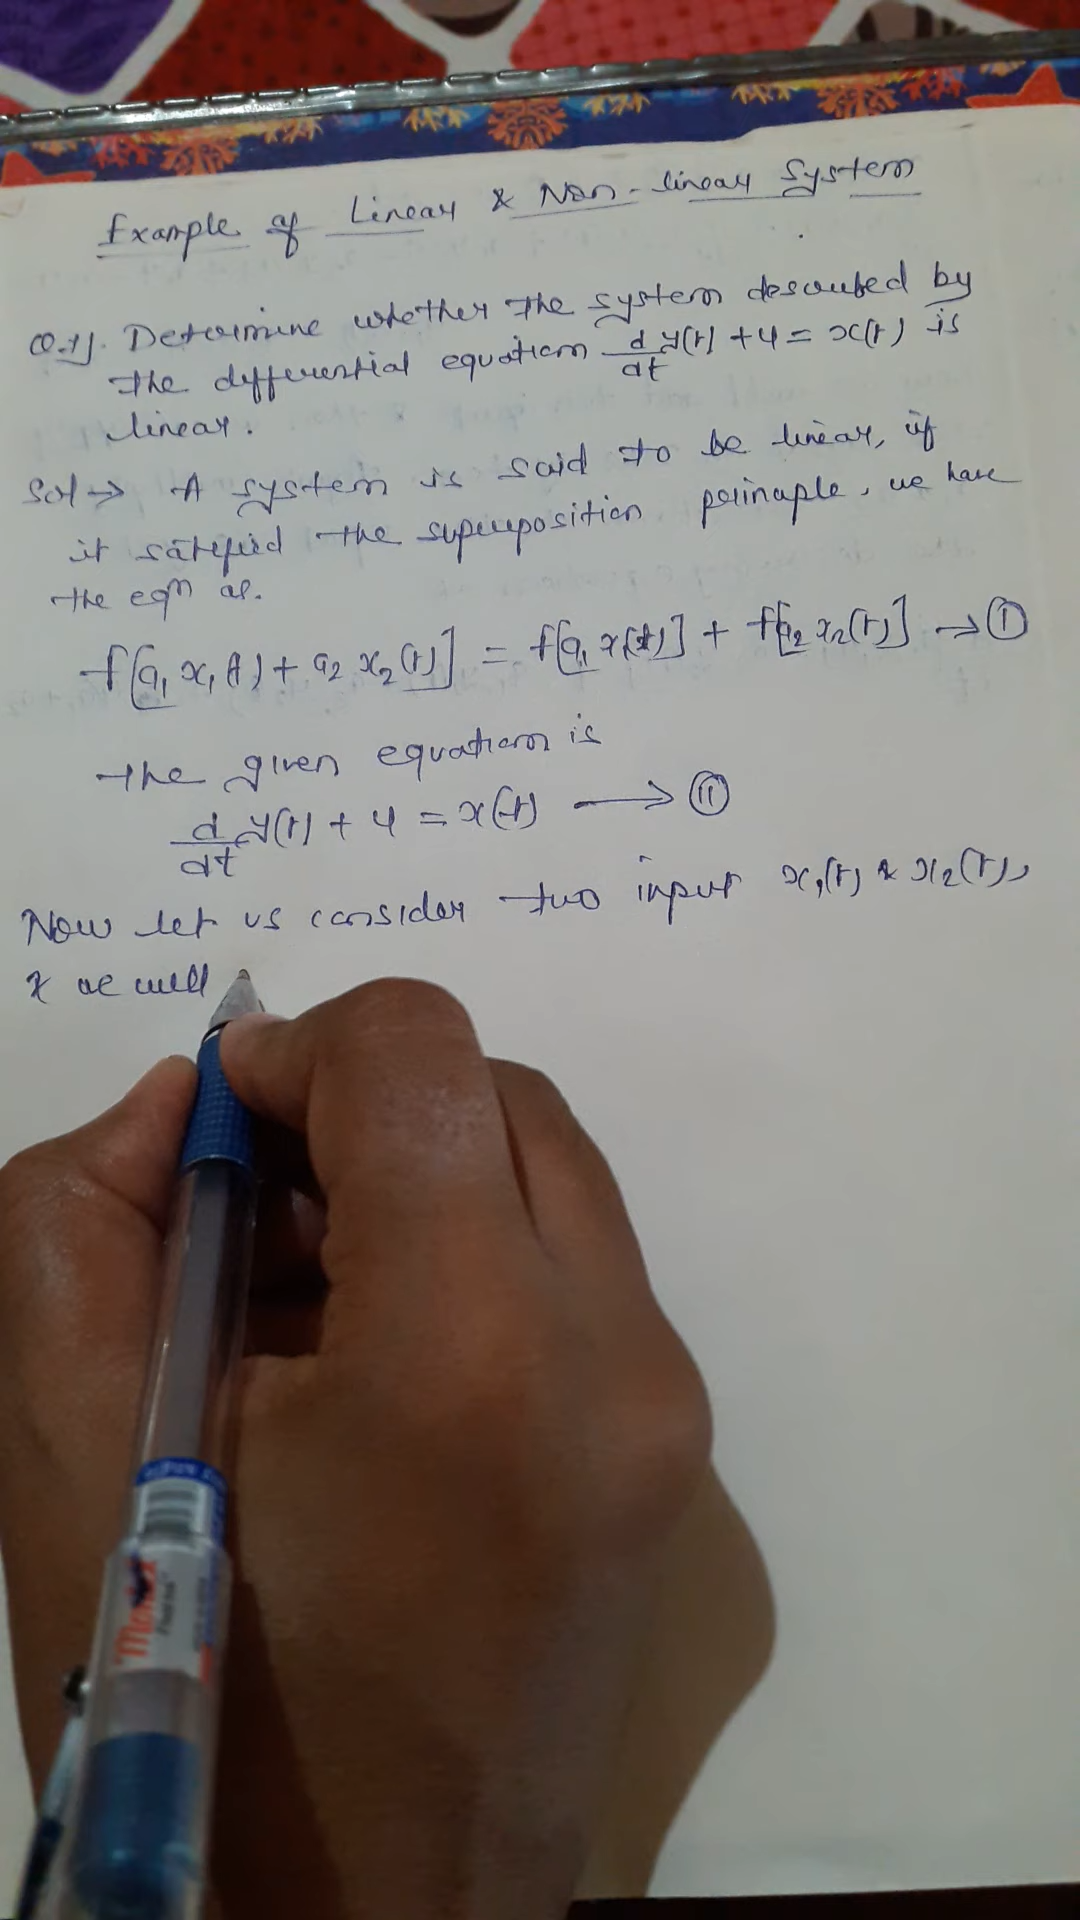 Example of Linear & Non-linear System
Q.1). Determine whether the system described by
the differential equation d/dt y(t) + 4 = x(t) is
linear.
Sol → A system is said to be linear, if
it satisfied the superposition principle, we have
the eqn as.
f[a₁ x₁(t) + a₂ x₂(t)] = f[a₁ x₁(t)] + f[a₂ x₂(t)] → I
the given equation is
d/dt y(t) + 4 = x(t) → II
Now let us consider two input x₁(t) & x₂(t),
& we will